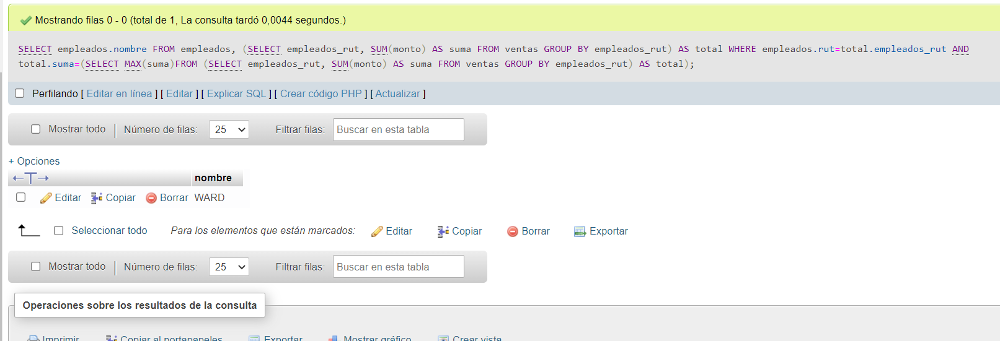 Mostrando filas 0 - 0 (total de 1, La consulta tardó 0,0044 segundos.)
SELECT empleados.nombre FROM empleados, (SELECT empleados_rut, SUM(monto) AS suma FROM ventas GROUP BY empleados_rut) AS total WHERE empleados.rut=total.empleados_rut AND
total.suma=(SELECT MAX(suma)FROM (SELECT empleados_rut, SUM(monto) AS suma FROM ventas GROUP BY empleados_rut) AS total);
Perfilando [ Editar en línea ] [ Editar ] [ Explicar SQL ] [ Crear código PHP ] [ Actualizar ]
Mostrar todo | Número de filas: 25 Filtrar filas: Buscar en esta tabla
+ Opciones
←T→ nombre
Editar Copiar Borrar WARD
Seleccionar todo Para los elementos que están marcados: Editar Copiar Borrar Exportar
Mostrar todo | Número de filas: 25 Filtrar filas: Buscar en esta tabla
Operaciones sobre los resultados de la consulta
Imprimir Copiar al portapapeles Exportar Mostrar gráfico Crear vista